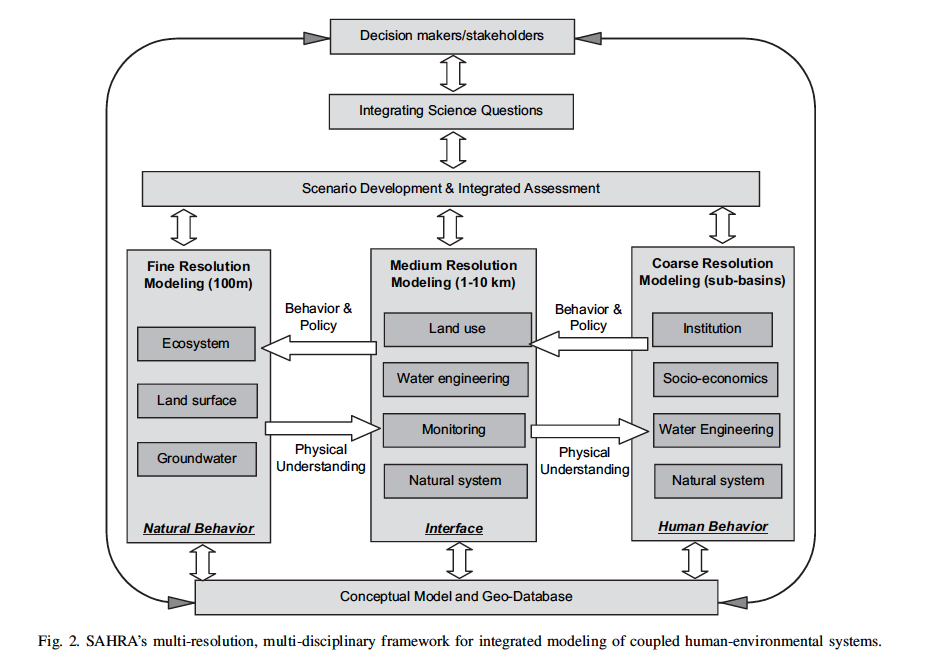 Decision makers/stakeholders
Integrating Science Questions
Scenario Development & Integrated Assessment
Fine Resolution
Modeling (100m)
Ecosystem
Land surface
Groundwater
Natural Behavior
Behavior &
Policy
Physical
Understanding
Medium Resolution
Modeling (1-10 km)
Land use
Water engineering
Monitoring
Natural system
Interface
Behavior &
Policy
Physical
Understanding
Coarse Resolution
Modeling (sub-basins)
Institution
Socio-economics
Water Engineering
Natural system
Human Behavior
Conceptual Model and Geo-Database
Fig. 2. SAHRA's multi-resolution, multi-disciplinary framework for integrated modeling of coupled human-environmental systems.